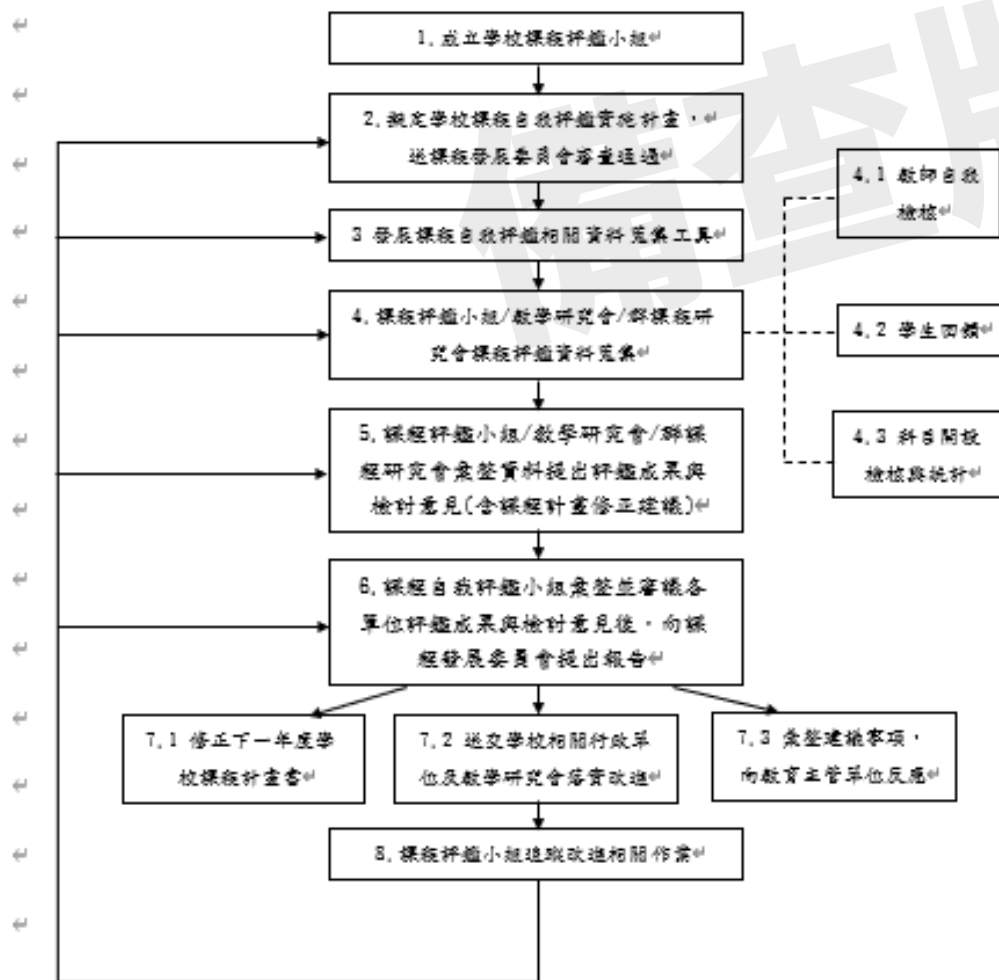 1.成立學校課程評鑑小組
2.擬定學校課程自我評鑑實施計畫，
送課程發展委員會審查通過
3 發展課程自我評鑑相關資料蒐集工具
4.課程評鑑小組/教學研究會/群課程研
究會課程評鑑資料蒐集
4.1 教師自我
檢核
4.2 學生回饋
4.3 科目開設
檢核與統計
5.課程評鑑小組/教學研究會/群課
程研究會彙整資料提出評鑑成果與
檢討意見(含課程計畫修正建議)
6.課程自我評鑑小組彙整並審議各
單位評鑑成果與檢討意見後，向課
程發展委員會提出報告
7.1 修正下一年度學
校課程計畫書
7.2 送交學校相關行政單
位及教學研究會落實改進
7.3 彙整建議事項，
向教育主管單位反應
8.課程評鑑小組追蹤改進相關作業
備查版